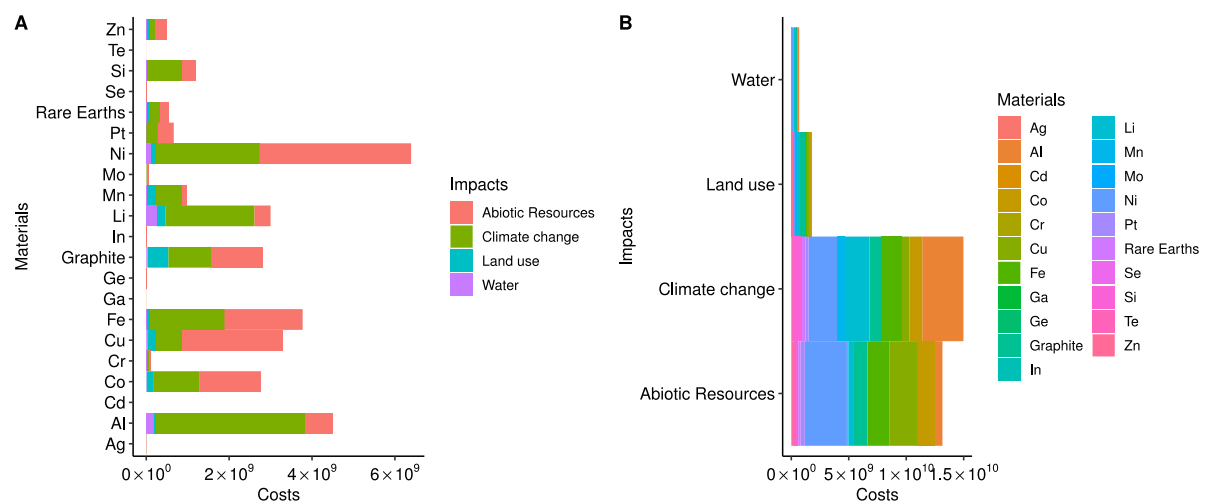 A
Materials
Zn
Te
Si
Se
Rare Earths
Pt
Ni
Mo
Mn
Li
In
Graphite
Ge
Ga
Fe
Cu
Cr
Co
Cd
Al
Ag
0×10⁰ 2×10⁹ 4×10⁹ 6×10⁹
Costs
Impacts
Abiotic Resources
Climate change
Land use
Water
B
Impacts
Water
Land use
Climate change
Abiotic Resources
0×10⁰ 5×10⁹ 1×10¹⁰ 1.5×10¹⁰
Costs
Materials
Ag
Al
Cd
Co
Cr
Cu
Fe
Ga
Ge
Graphite
In
Li
Mn
Mo
Ni
Pt
Rare Earths
Se
Si
Te
Zn